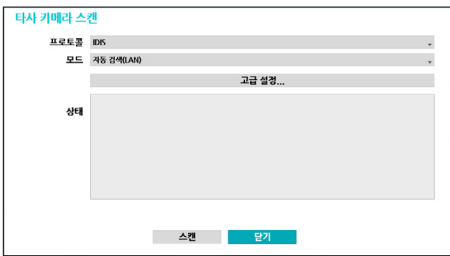 타사 카메라 스캔
프로토콜 IDIS
모드 자동 검색(LAN)
고급 설정...
상태
스캔 닫기